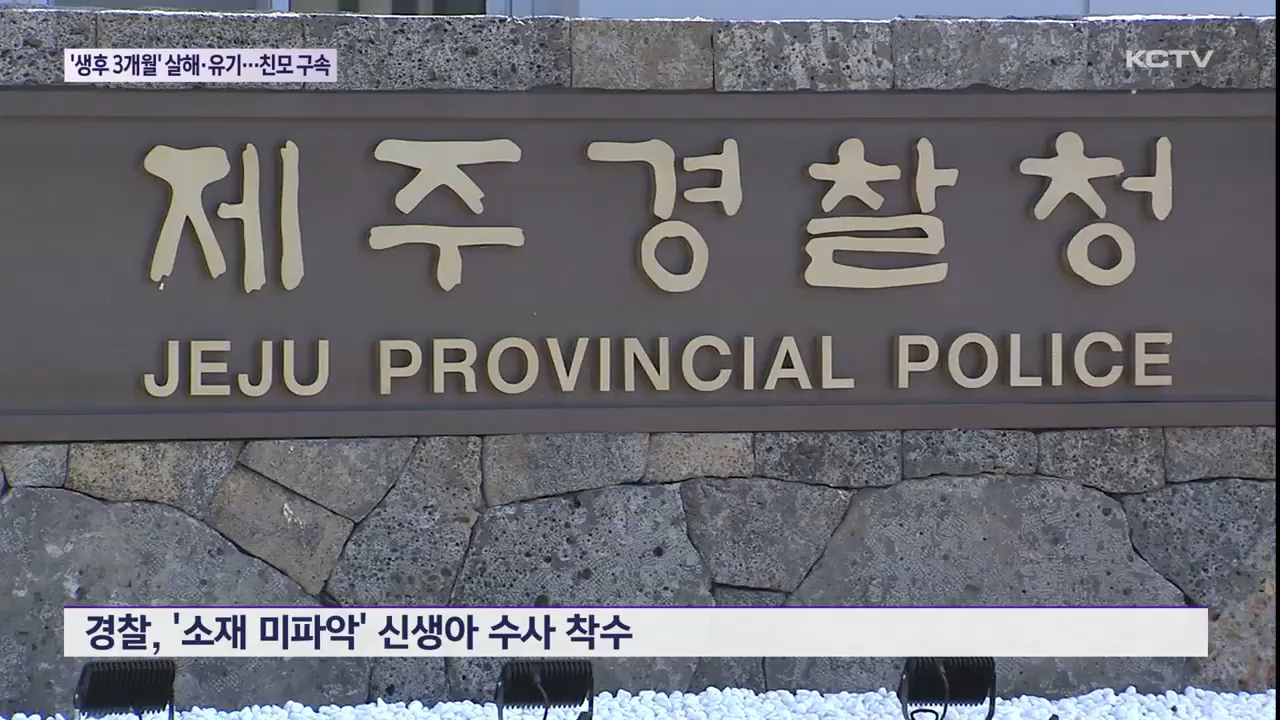 '생후 3개월' 살해·유기…친모 구속
KCTV
제주경찰청
JEJU PROVINCIAL POLICE
경찰, '소재 미파악' 신생아 수사 착수